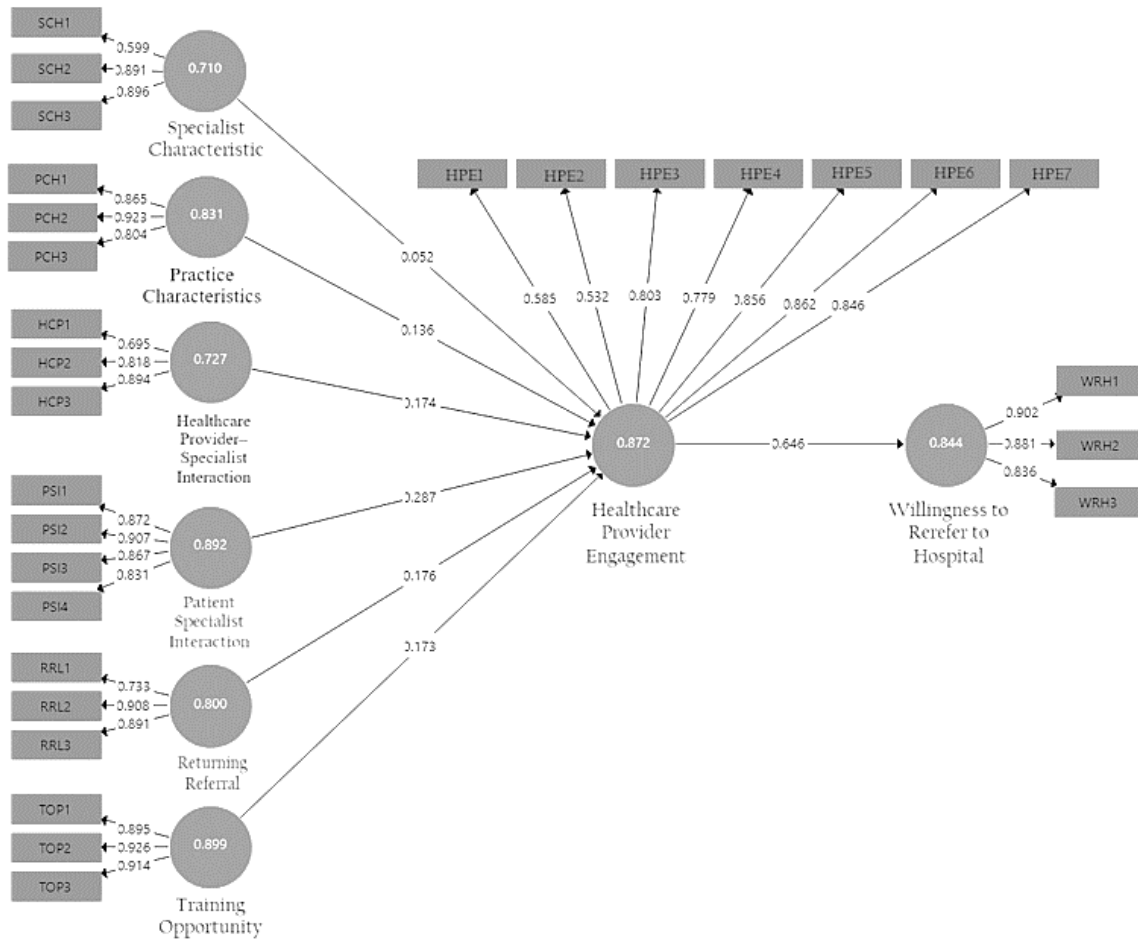 SCH1
0.599
SCH2
0.891
SCH3
0.896
0.710
Specialist
Characteristic
PCH1
0.865
PCH2
0.923
PCH3
0.804
0.831
Practice
Characteristics
HCP1
0.695
HCP2
0.818
HCP3
0.894
0.727
Healthcare
Provider–
Specialist
Interaction
PSI1
0.872
PSI2
0.907
PSI3
0.867
PSI4
0.831
0.892
Patient
Specialist
Interaction
RRL1
0.733
RRL2
0.908
RRL3
0.891
0.800
Returning
Referral
TOP1
0.895
TOP2
0.926
TOP3
0.914
0.899
Training
Opportunity
0.052
0.136
0.174
0.287
0.176
0.173
HPE1
HPE2
HPE3
HPE4
HPE5
HPE6
HPE7
0.585
0.532
0.803
0.779
0.856
0.862
0.846
0.872
Healthcare
Provider
Engagement
0.646
0.844
Willingness to
Rerefer to
Hospital
WRH1
0.902
WRH2
0.881
WRH3
0.836